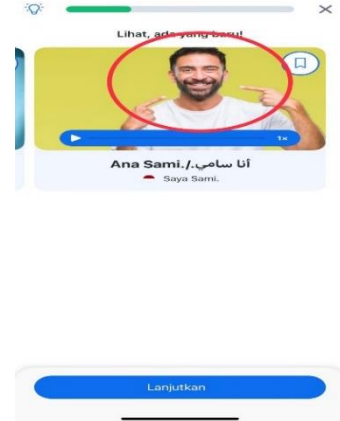 Lihat, ada yang baru!
1x
Ana Sami./.أنا سامي
Saya Sami.
Lanjutkan